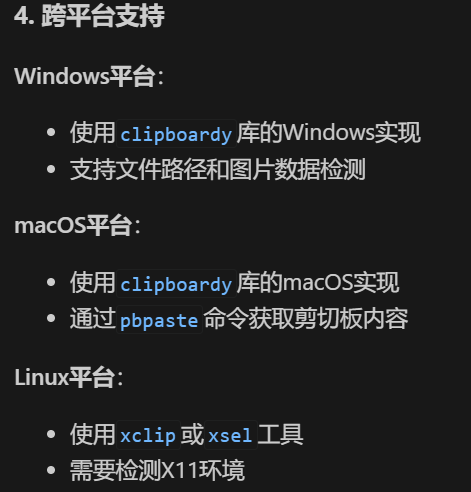 4. 跨平台支持
Windows平台：
• 使用clipboardy库的Windows实现
• 支持文件路径和图片数据检测
macOS平台：
• 使用clipboardy库的macOS实现
• 通过pbpaste命令获取剪切板内容
Linux平台：
• 使用xclip或xsel工具
• 需要检测X11环境